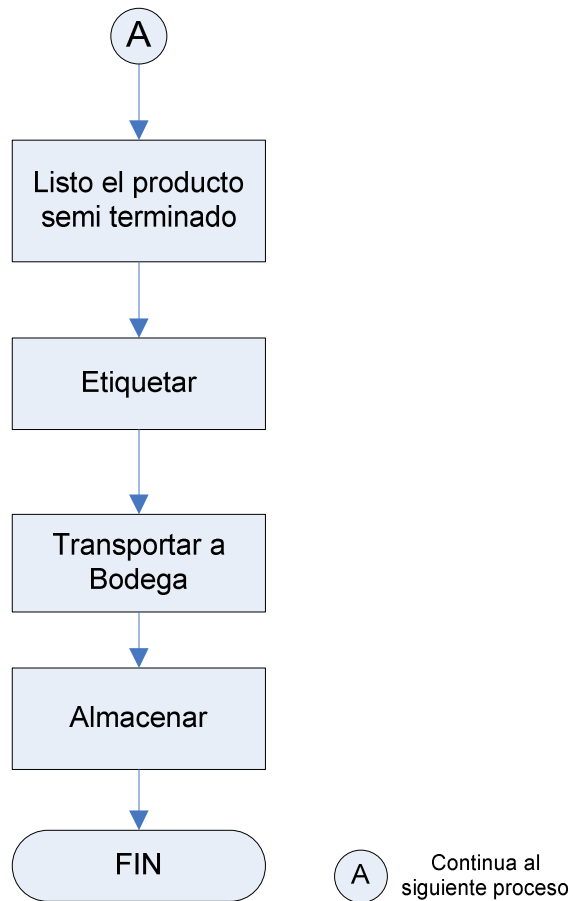 A
Listo el producto
semi terminado
Etiquetar
Transportar a
Bodega
Almacenar
FIN
A
Continua al
siguiente proceso